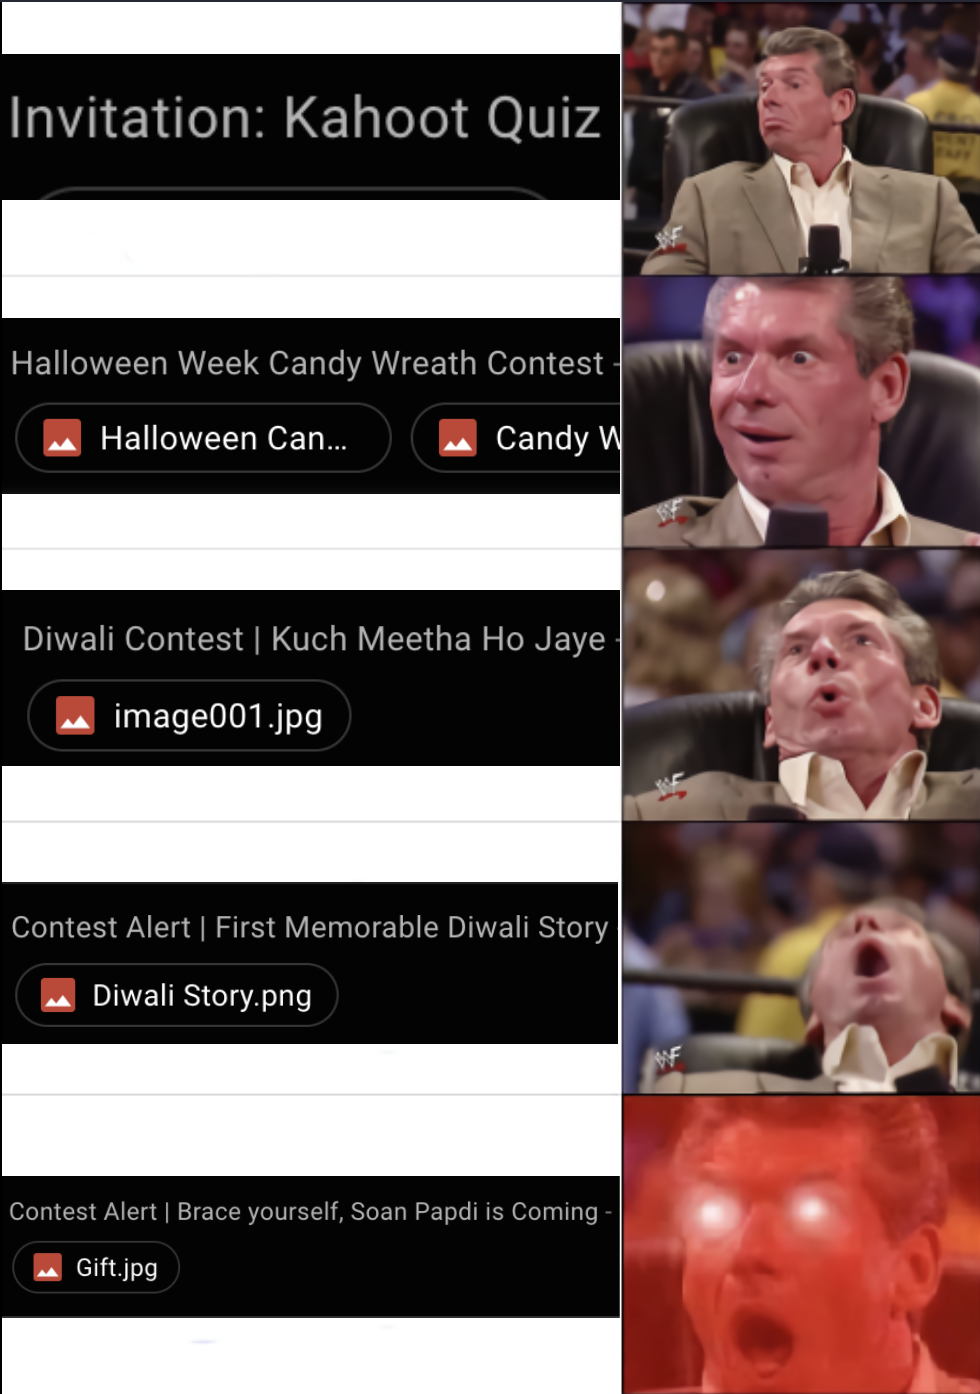 Invitation: Kahoot Quiz
Halloween Week Candy Wreath Contest -
Halloween Can... Candy W
Diwali Contest | Kuch Meetha Ho Jaye -
image001.jpg
Contest Alert | First Memorable Diwali Story
Diwali Story.png
Contest Alert | Brace yourself, Soan Papdi is Coming -
Gift.jpg